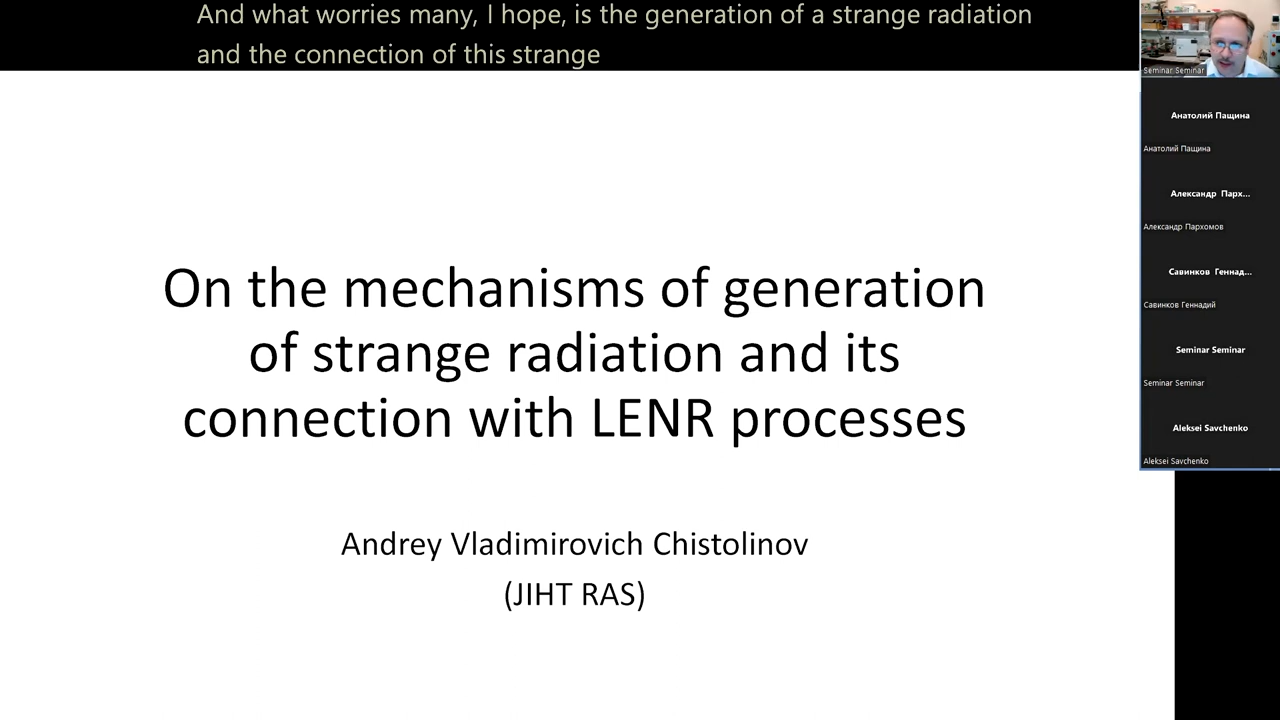 And what worries many, I hope, is the generation of a strange radiation
and the connection of this strange
Seminar Seminar
Анатолий Пащина
Анатолий Пащина
Александр Парх...
Александр Пархомов
Савинков Геннад...
Савинков Геннадий
Seminar Seminar
Seminar Seminar
Aleksei Savchenko
Aleksei Savchenko
On the mechanisms of generation
of strange radiation and its
connection with LENR processes
Andrey Vladimirovich Chistolinov
(JIHT RAS)